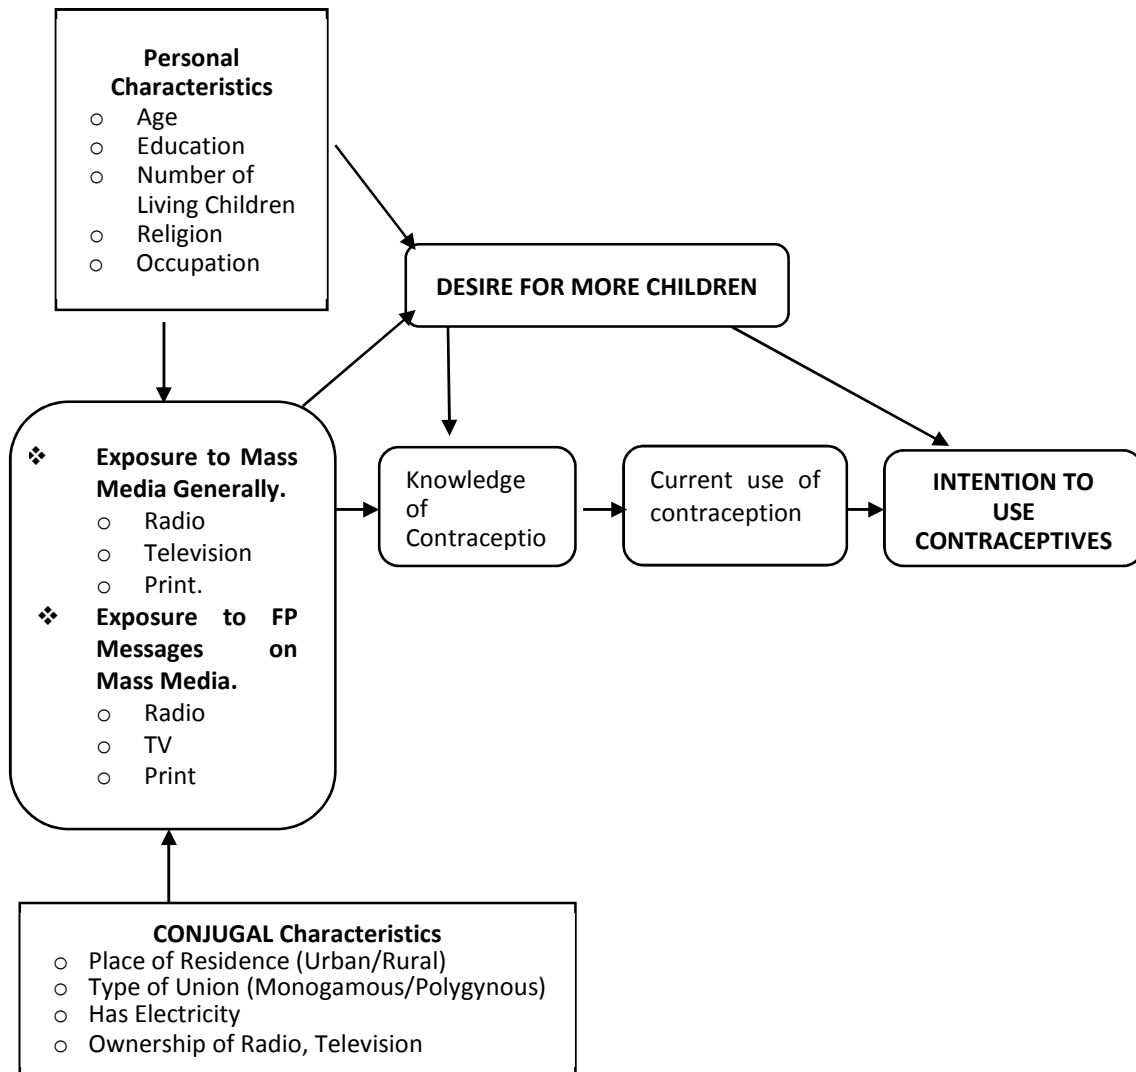 Personal
Characteristics
o Age
o Education
o Number of
Living Children
o Religion
o Occupation
DESIRE FOR MORE CHILDREN
❖ Exposure to Mass
Media Generally.
o Radio
o Television
o Print.
❖ Exposure to FP
Messages on
Mass Media.
o Radio
o TV
o Print
Knowledge
of
Contraceptio
Current use of
contraception
INTENTION TO
USE
CONTRACEPTIVES
CONJUGAL Characteristics
o Place of Residence (Urban/Rural)
o Type of Union (Monogamous/Polygynous)
o Has Electricity
o Ownership of Radio, Television